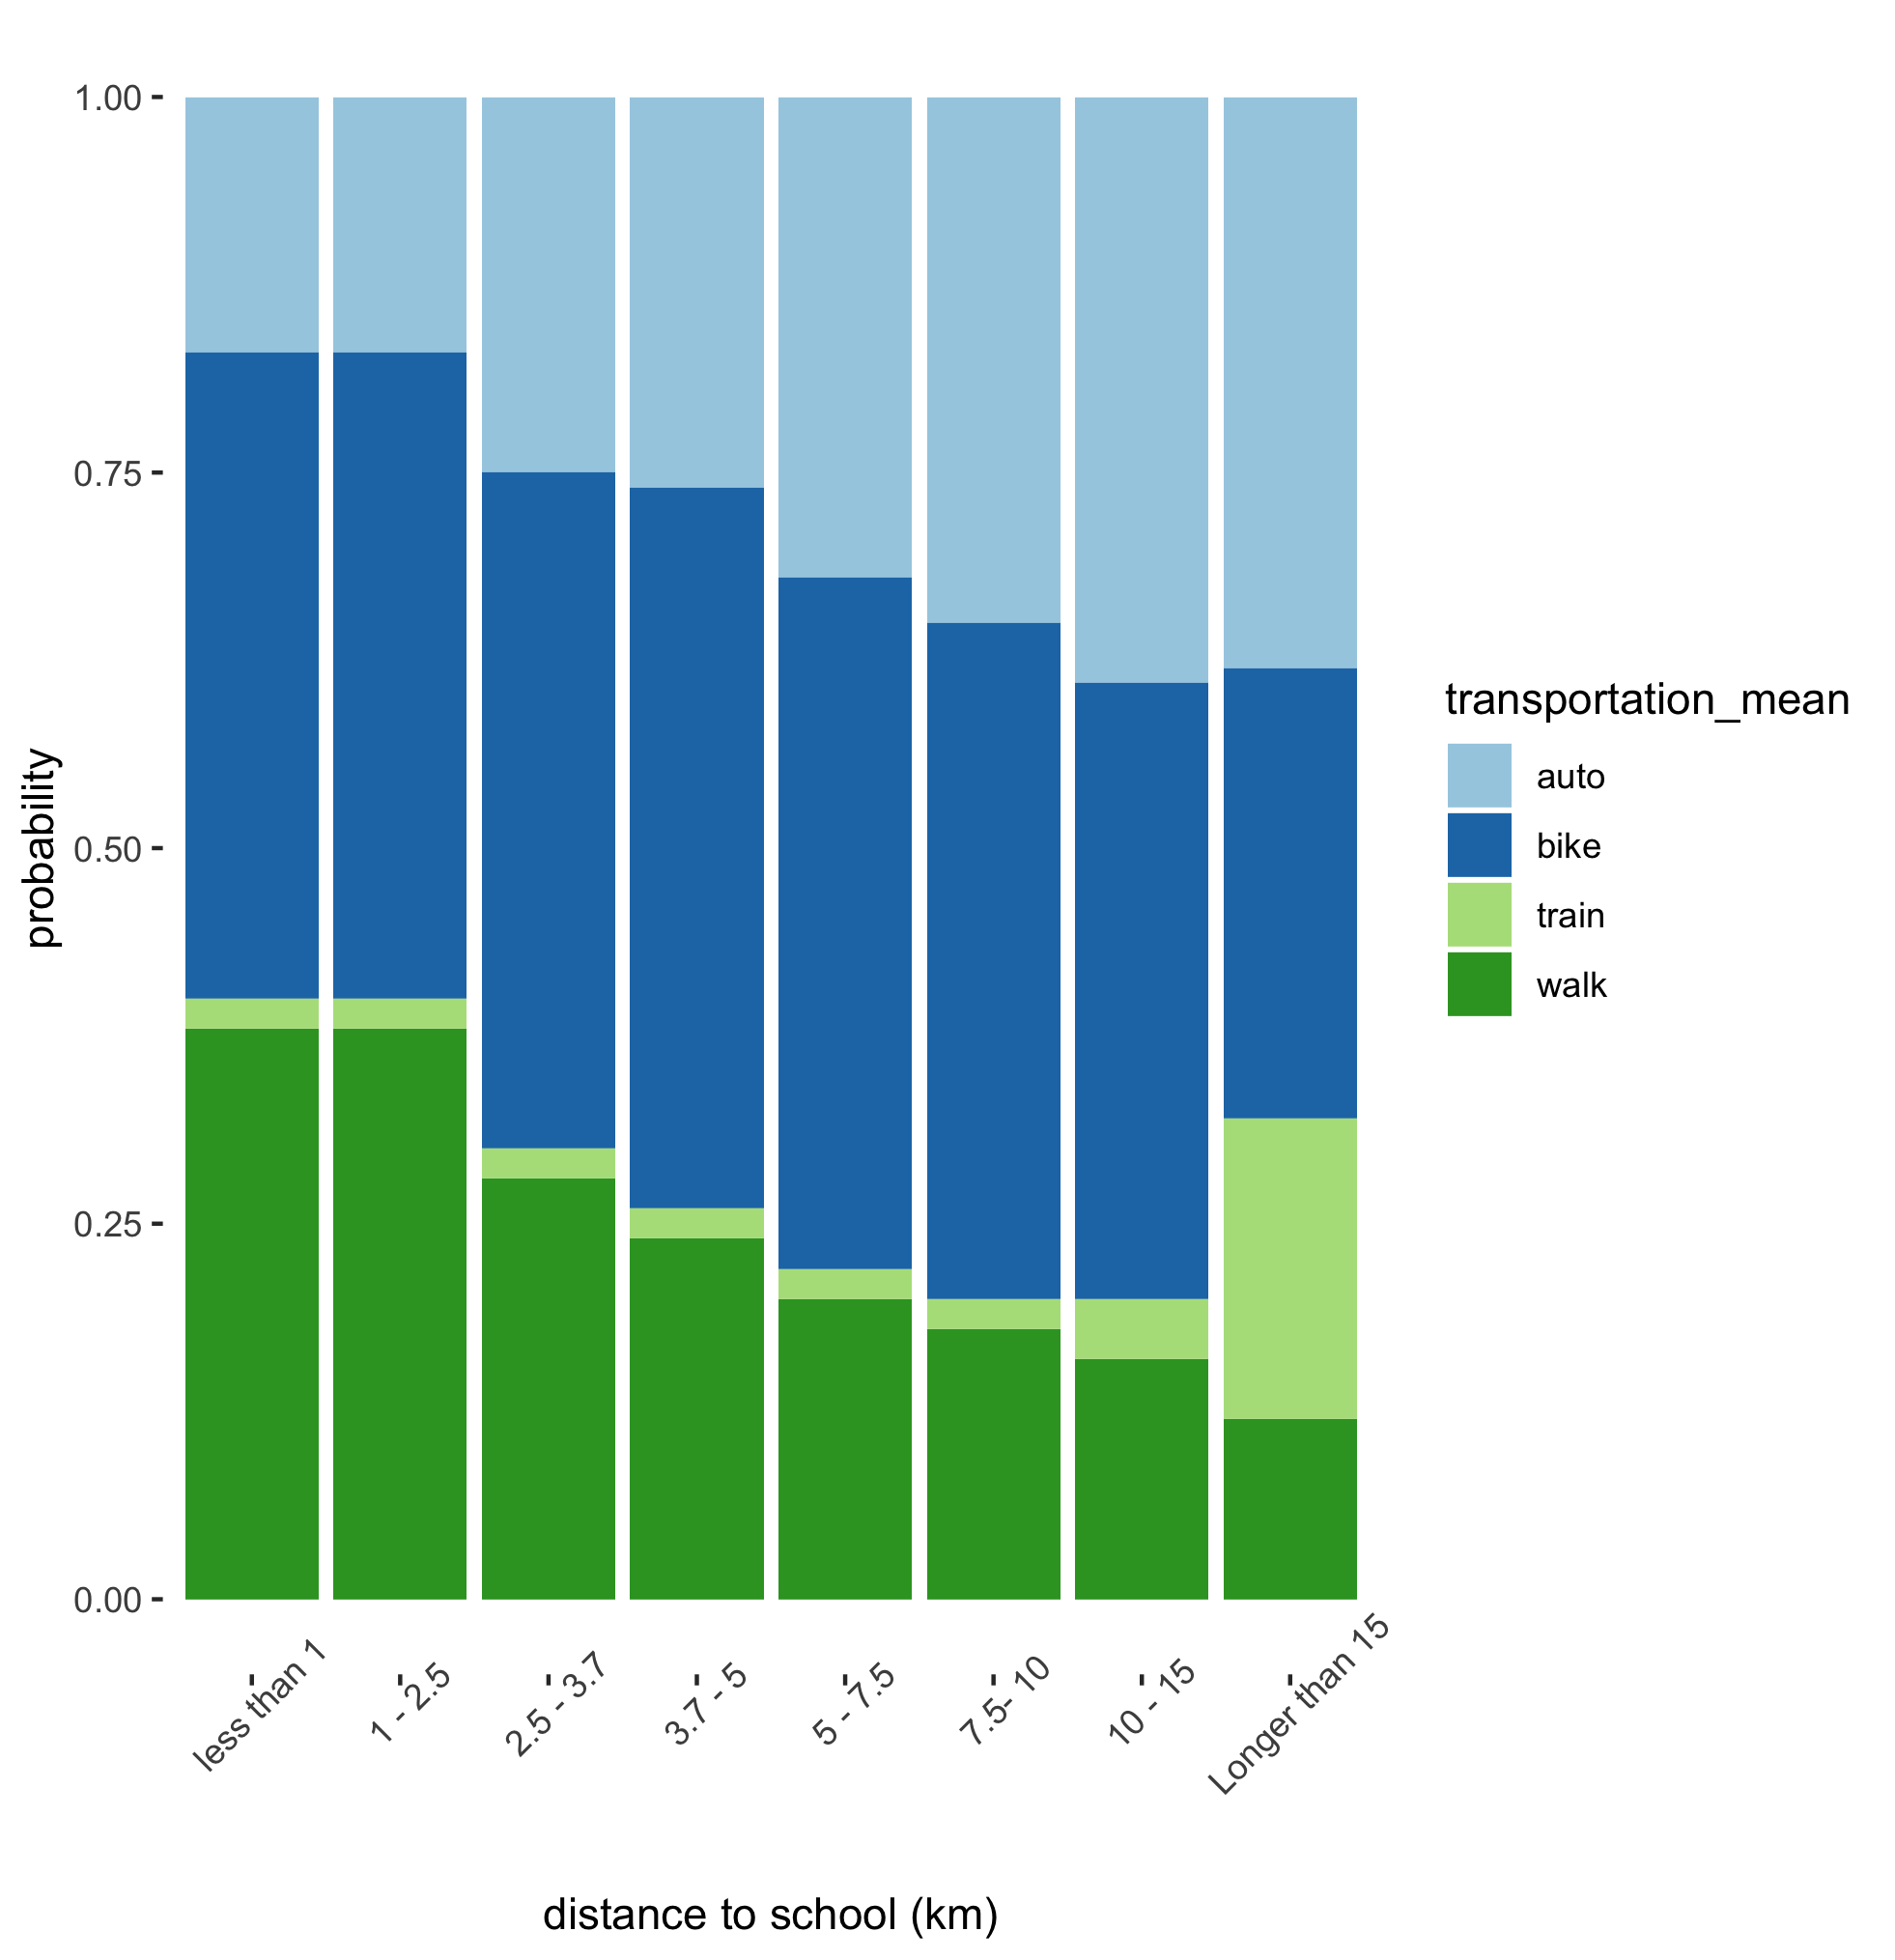 1.00
0.75
0.50
0.25
0.00
probability
less than 1
1 - 2.5
2.5 - 3.7
3.7 - 5
5 - 7.5
7.5- 10
10 - 15
Longer than 15
distance to school (km)
transportation_mean
auto
bike
train
walk